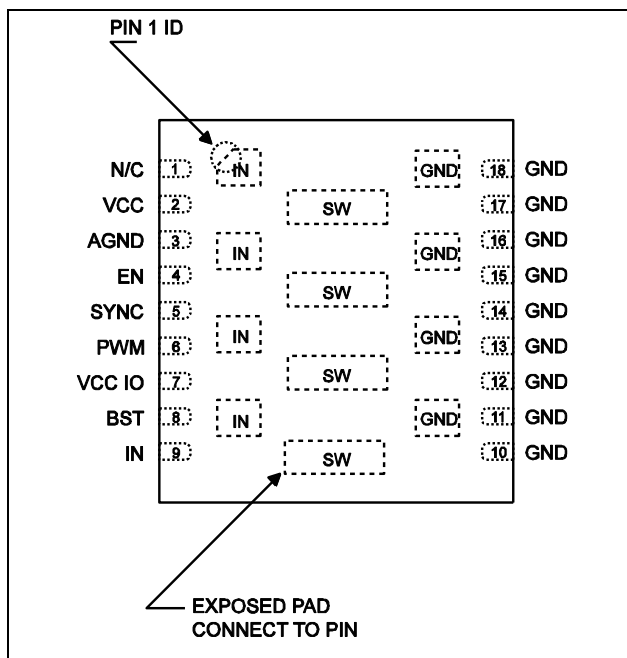 PIN 1 ID
N/C 1 IN GND 18 GND
VCC 2 SW 17 GND
AGND 3 IN GND 16 GND
EN 4 SW 15 GND
SYNC 5 14 GND
PWM 6 IN GND 13 GND
VCC IO 7 SW 12 GND
BST 8 IN GND 11 GND
IN 9 SW 10 GND
EXPOSED PAD
CONNECT TO PIN